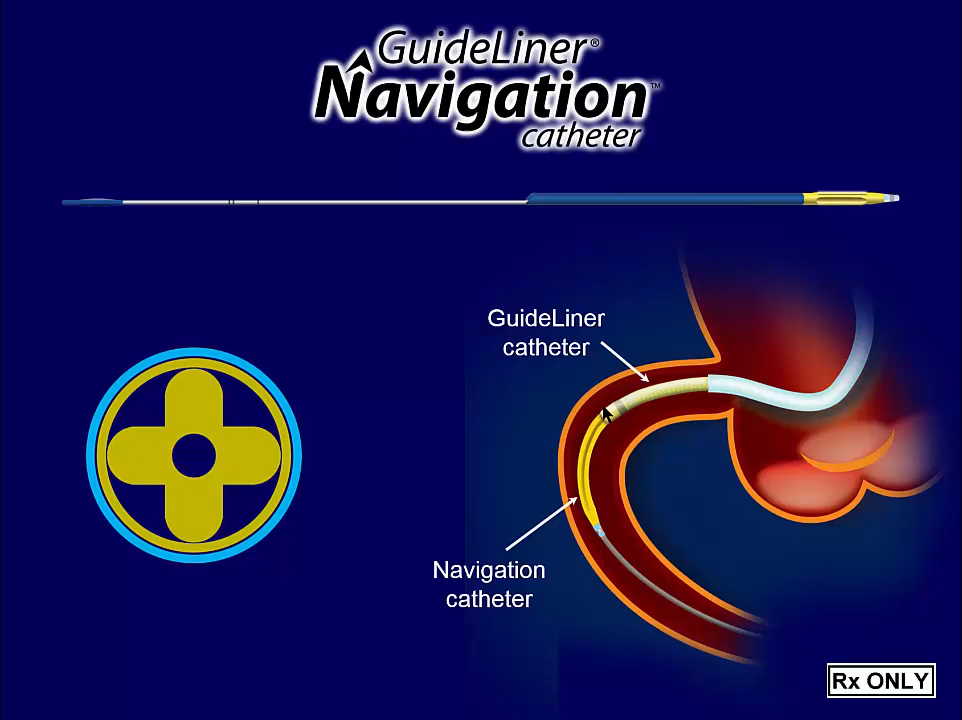 GuideLiner®
Navigation™
catheter
GuideLiner
catheter
Navigation
catheter
Rx ONLY